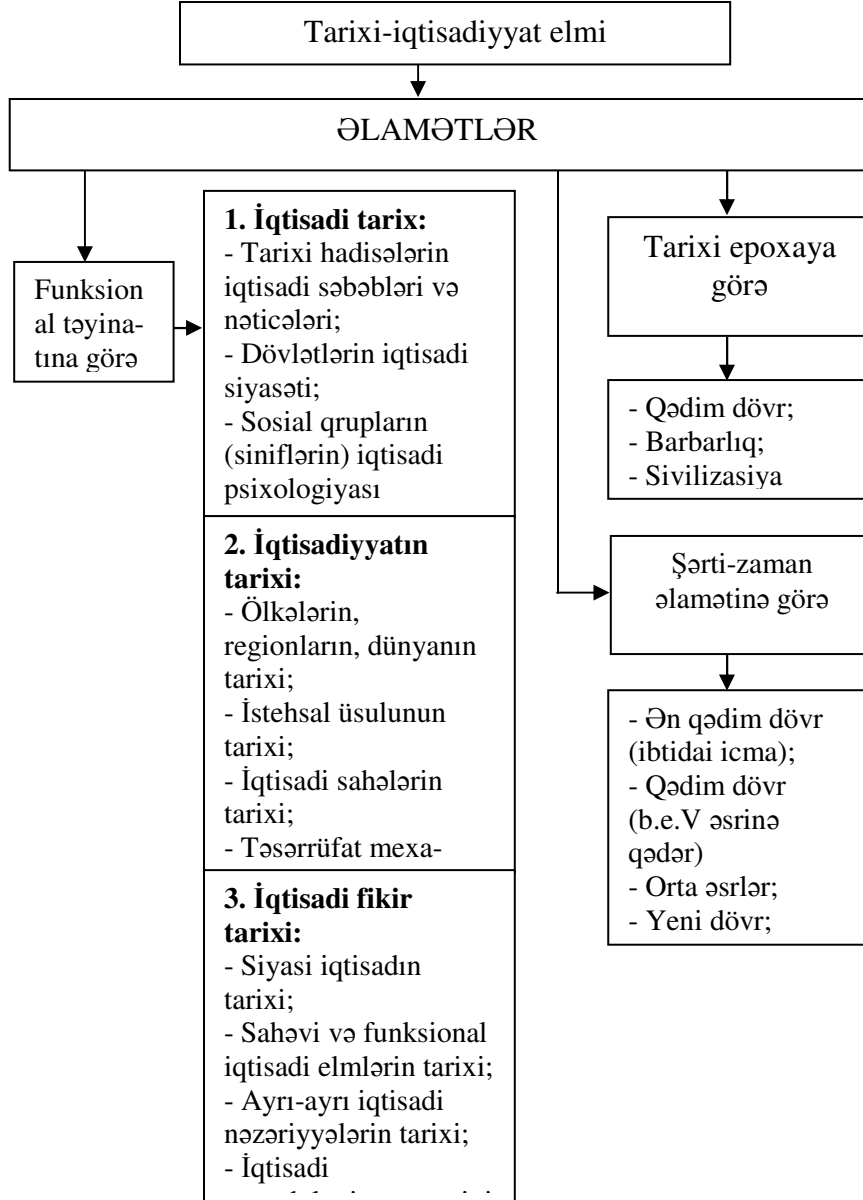 Tarixi-iqtisadiyyat elmi
ƏLAMƏTLƏR
Funksion
al təyina-
tına görə
1. İqtisadi tarix:
- Tarixi hadisələrin
iqtisadi səbəbləri və
nəticələri;
- Dövlətlərin iqtisadi
siyasəti;
- Sosial qrupların
(siniflərin) iqtisadi
psixologiyası
2. İqtisadiyyatın
tarixi:
- Ölkələrin,
regionların, dünyanın
tarixi;
- İstehsal üsulunun
tarixi;
- İqtisadi sahələrin
tarixi;
- Təsərrüfat mexa-
3. İqtisadi fikir
tarixi:
- Siyasi iqtisadın
tarixi;
- Sahəvi və funksional
iqtisadi elmlərin tarixi;
- Ayrı-ayrı iqtisadi
nəzəriyyələrin tarixi;
- İqtisadi
Tarixi epoxaya
görə
- Qədim dövr;
- Barbarlıq;
- Sivilizasiya
Şərti-zaman
əlamətinə görə
- Ən qədim dövr
(ibtidai icma);
- Qədim dövr
(b.e.V əsrinə
qədər)
- Orta əsrlər;
- Yeni dövr;